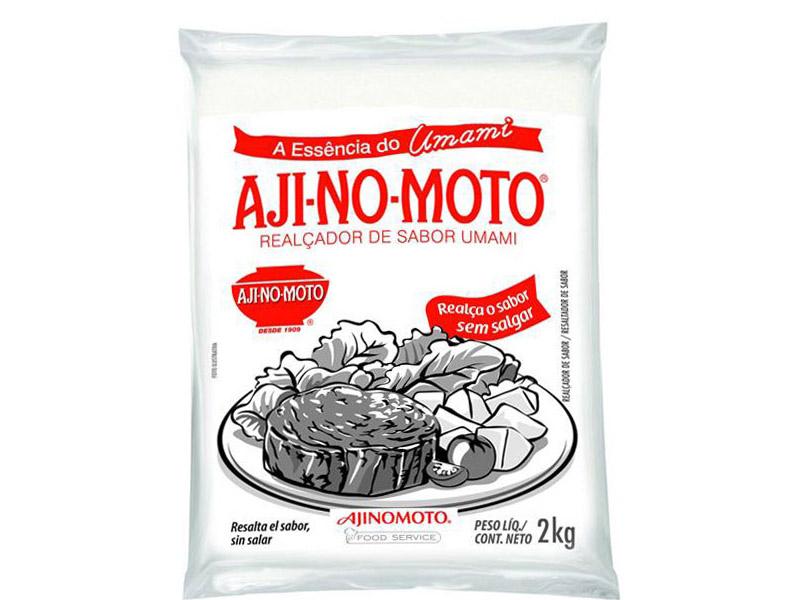 A Essência do Umami
AJI-NO-MOTO®
REALÇADOR DE SABOR UMAMI
AJI-NO-MOTO
®
DESDE 1909
Realça o sabor
sem salgar
FOTO ILUSTRATIVA
REALÇADOR DE SABOR / RESALTADOR DE SABOR
Resalta el sabor,
sin salar
AJINOMOTO®
FOOD SERVICE
PESO LÍQ./
CONT. NETO 2kg